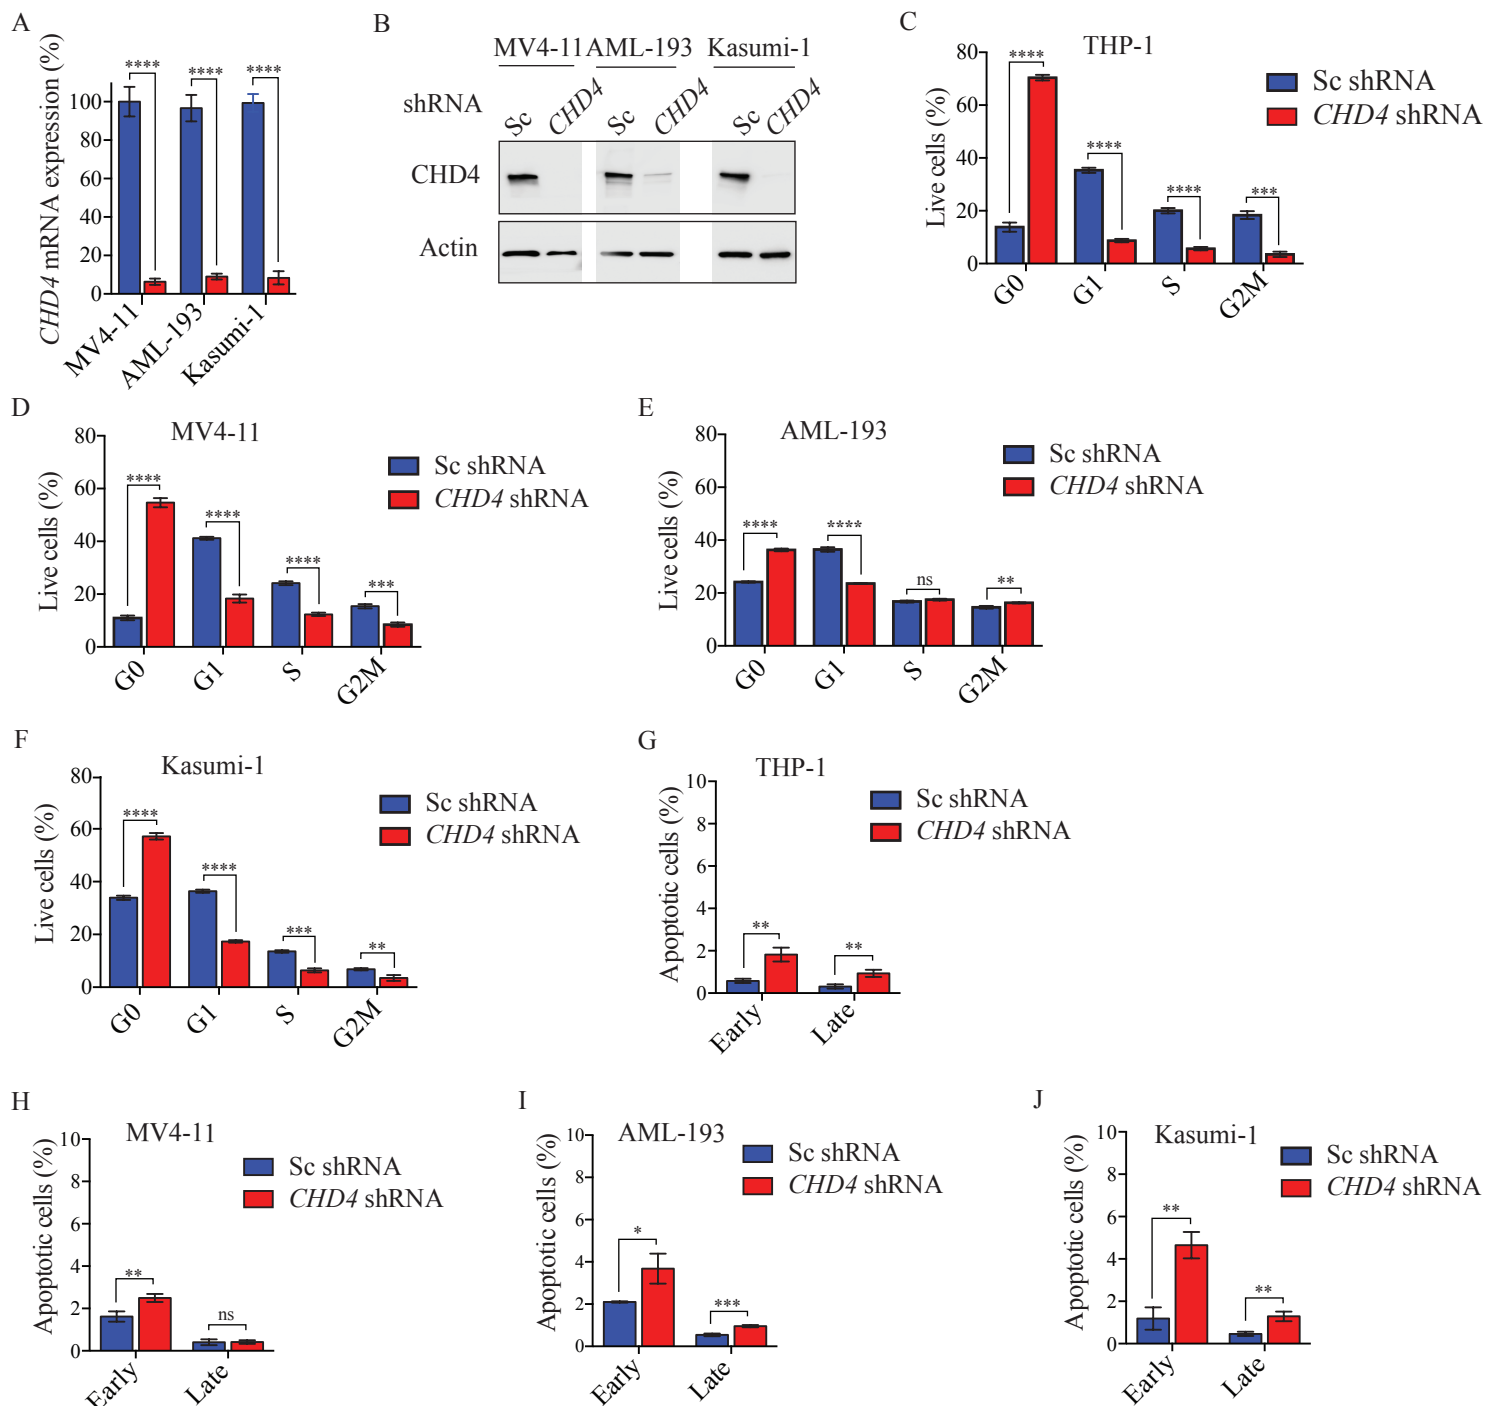 A
CHD4 mRNA expression (%)
100
80
60
40
20
0
****
****
****
MV4-11
AML-193
Kasumi-1
B
MV4-11 AML-193 Kasumi-1
shRNA
Sc CHD4 Sc CHD4 Sc CHD4
CHD4
Actin
C
THP-1
Live cells (%)
80
60
40
20
0
****
****
****
***
G0 G1 S G2M
Sc shRNA
CHD4 shRNA
D
MV4-11
Live cells (%)
80
60
40
20
0
****
****
****
***
G0 G1 S G2M
Sc shRNA
CHD4 shRNA
E
AML-193
Live cells (%)
80
60
40
20
0
****
****
ns
**
G0 G1 S G2M
Sc shRNA
CHD4 shRNA
F
Kasumi-1
Live cells (%)
80
60
40
20
0
****
****
***
**
G0 G1 S G2M
Sc shRNA
CHD4 shRNA
G
THP-1
Apoptotic cells (%)
10
8
6
4
2
0
**
**
Early Late
Sc shRNA
CHD4 shRNA
H
MV4-11
Apoptotic cells (%)
10
8
6
4
2
0
**
ns
Early Late
Sc shRNA
CHD4 shRNA
I
AML-193
Apoptotic cells (%)
10
8
6
4
2
0
*
***
Early Late
Sc shRNA
CHD4 shRNA
J
Kasumi-1
Apoptotic cells (%)
10
8
6
4
2
0
**
**
Early Late
Sc shRNA
CHD4 shRNA